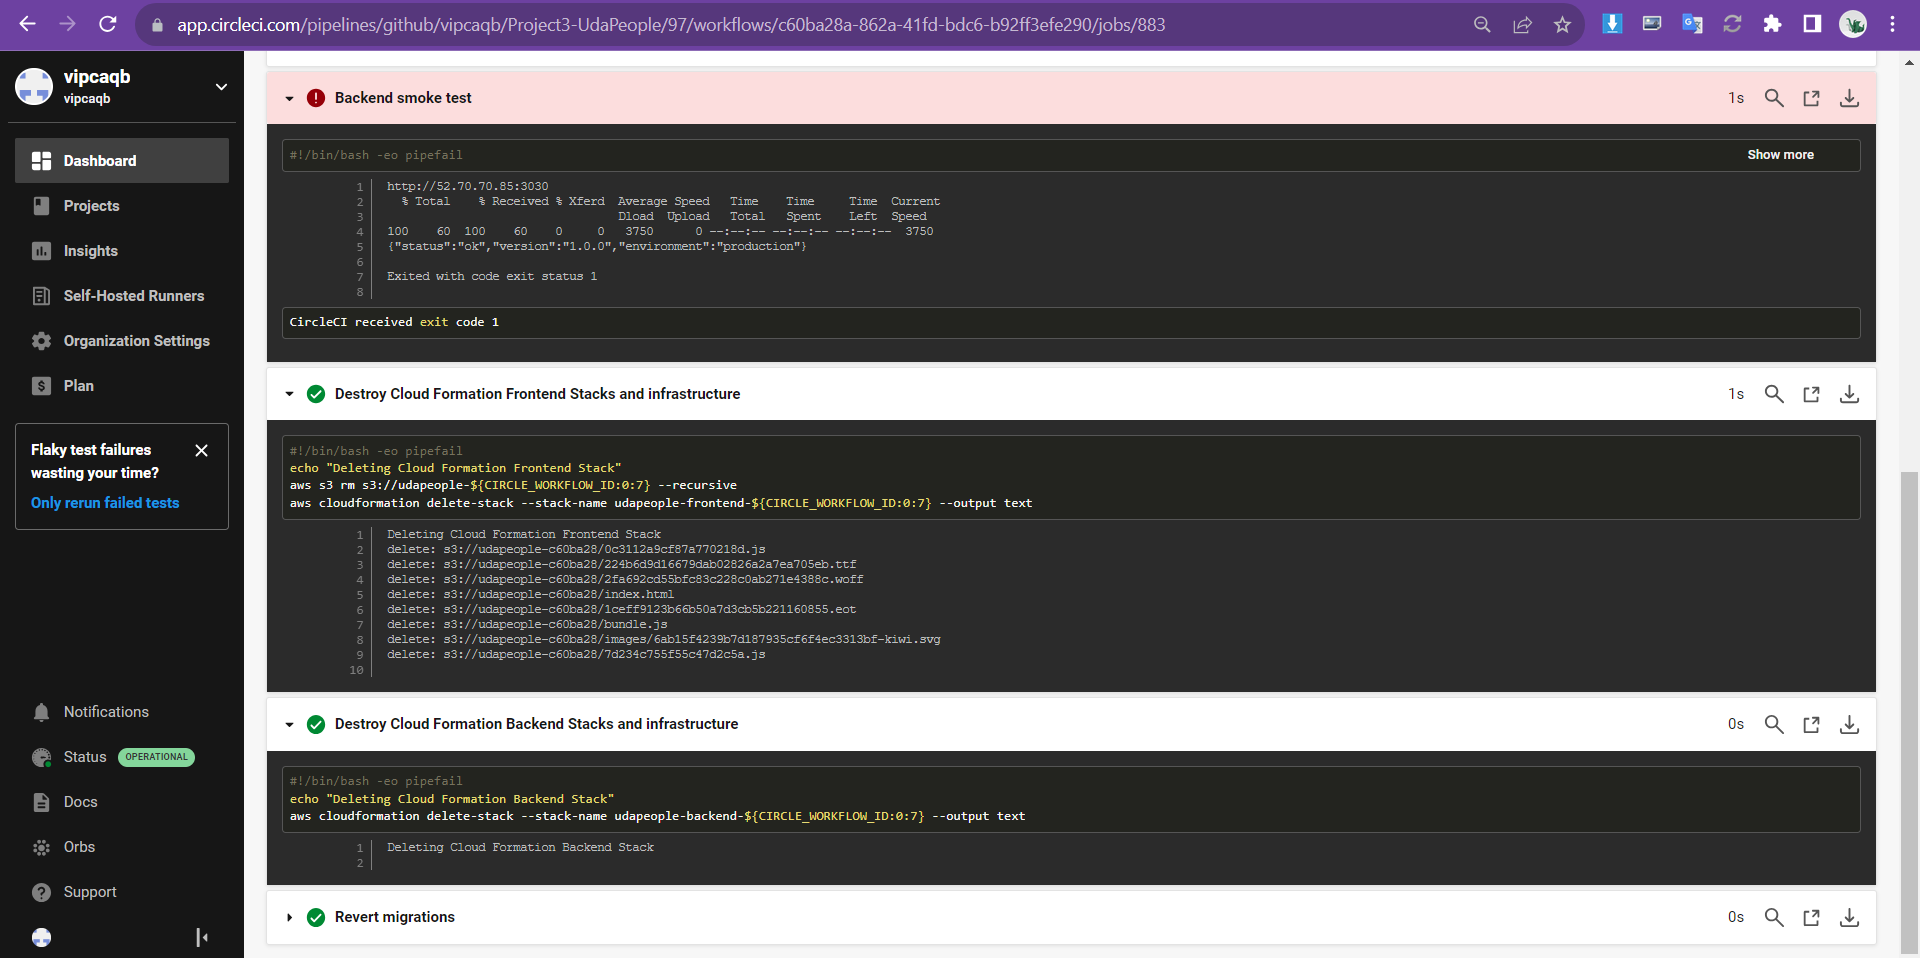 app.circleci.com/pipelines/github/vipcaqb/Project3-UdaPeople/97/workflows/c60ba28a-862a-41fd-bdc6-b92ff3efe290/jobs/883
vipcaqb
vipcaqb
Dashboard
Projects
Insights
Self-Hosted Runners
Organization Settings
Plan
Flaky test failures
wasting your time?
Only rerun failed tests
Notifications
Status OPERATIONAL
Docs
Orbs
Support
Backend smoke test 1s
#!/bin/bash -eo pipefail Show more
1 http://52.70.70.85:3030
2 % Total % Received % Xferd Average Speed Time Time Time Current
3 Dload Upload Total Spent Left Speed
4 100 60 100 60 0 0 3750 0 --:--:-- --:--:-- --:--:-- 3750
5 {"status":"ok","version":"1.0.0","environment":"production"}
6
7 Exited with code exit status 1
8
CircleCI received exit code 1
Destroy Cloud Formation Frontend Stacks and infrastructure 1s
#!/bin/bash -eo pipefail
echo "Deleting Cloud Formation Frontend Stack"
aws s3 rm s3://udapeople-${CIRCLE_WORKFLOW_ID:0:7} --recursive
aws cloudformation delete-stack --stack-name udapeople-frontend-${CIRCLE_WORKFLOW_ID:0:7} --output text
1 Deleting Cloud Formation Frontend Stack
2 delete: s3://udapeople-c60ba28/0c3112a9cf87a770218d.js
3 delete: s3://udapeople-c60ba28/224b6d9d16679dab02826a2a7ea705eb.ttf
4 delete: s3://udapeople-c60ba28/2fa692cd55bfc83c228c0ab271e4388c.woff
5 delete: s3://udapeople-c60ba28/index.html
6 delete: s3://udapeople-c60ba28/1ceff9123b66b50a7d3cb5b221160855.eot
7 delete: s3://udapeople-c60ba28/bundle.js
8 delete: s3://udapeople-c60ba28/images/6ab15f4239b7d187935cf6f4ec3313bf-kiwi.svg
9 delete: s3://udapeople-c60ba28/7d234c755f55c47d2c5a.js
10
Destroy Cloud Formation Backend Stacks and infrastructure 0s
#!/bin/bash -eo pipefail
echo "Deleting Cloud Formation Backend Stack"
aws cloudformation delete-stack --stack-name udapeople-backend-${CIRCLE_WORKFLOW_ID:0:7} --output text
1 Deleting Cloud Formation Backend Stack
2
Revert migrations 0s